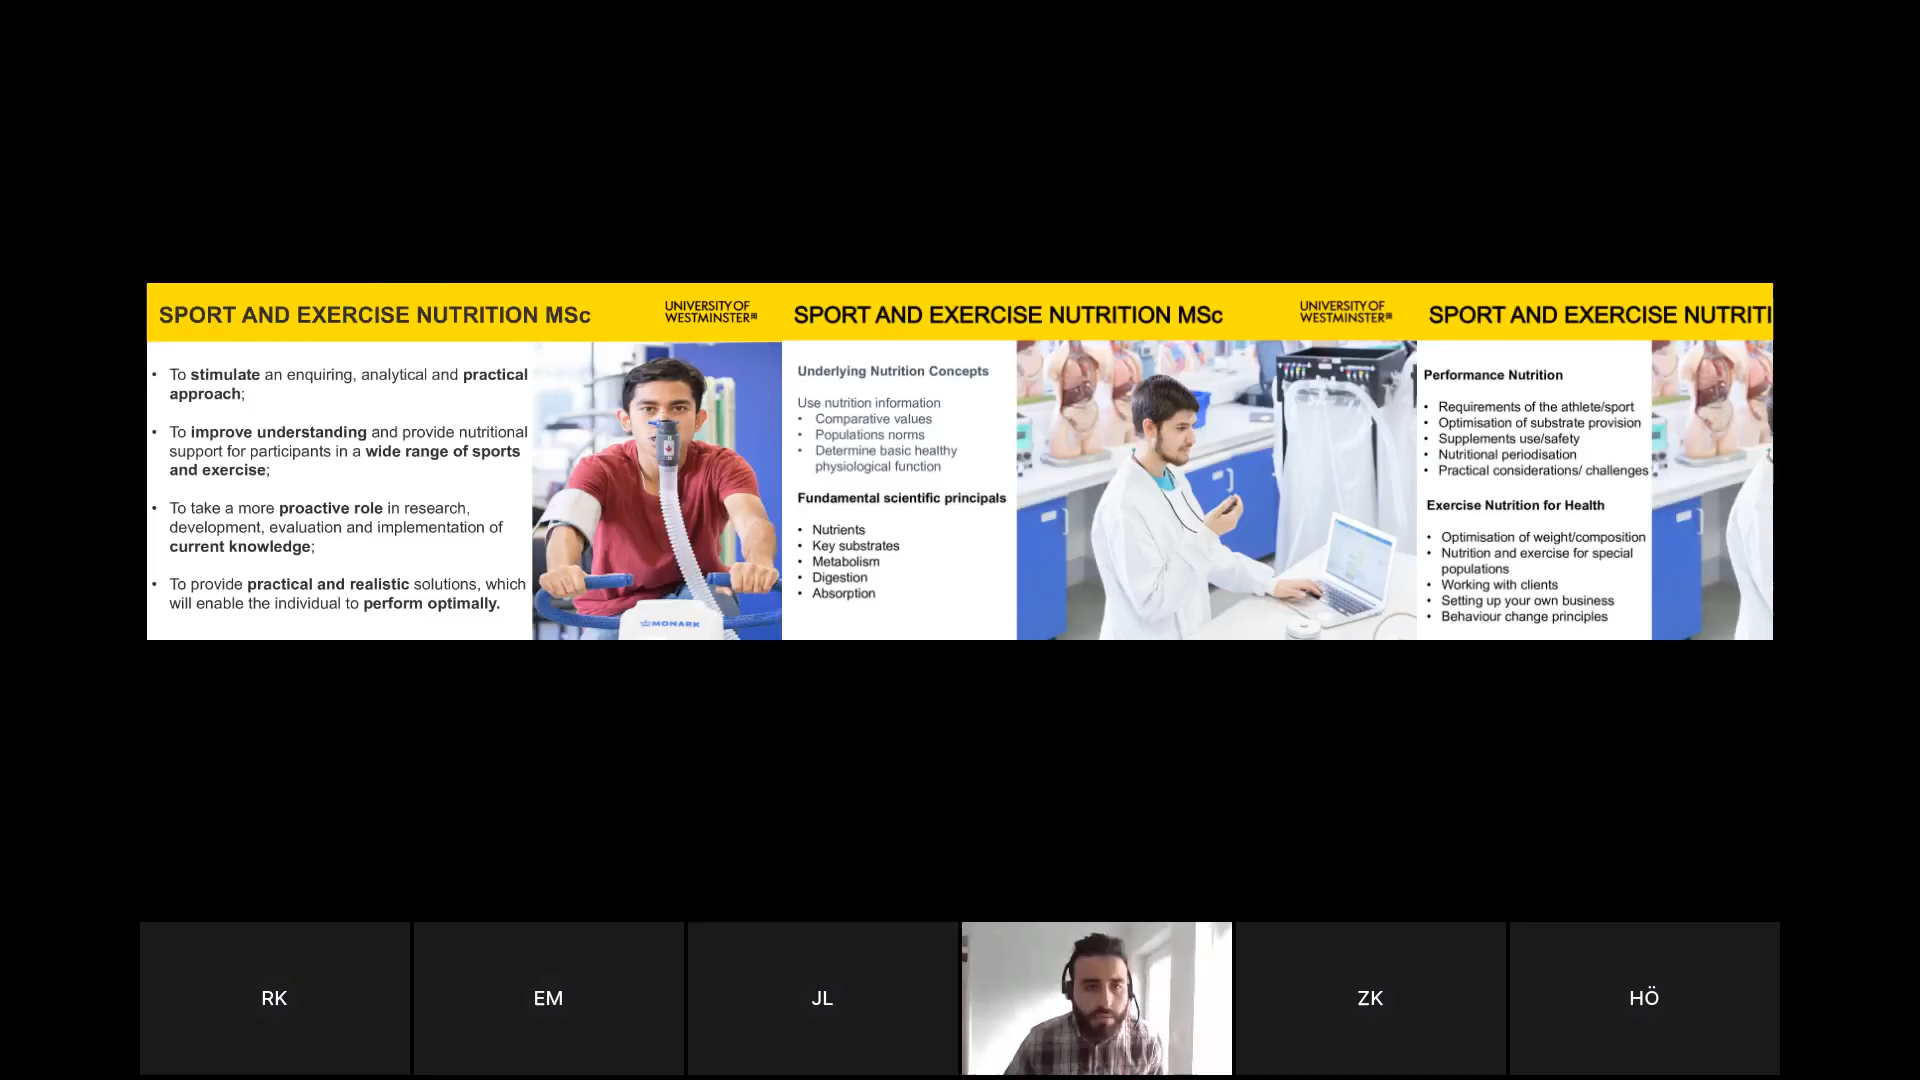 SPORT AND EXERCISE NUTRITION MSc
UNIVERSITY OF
WESTMINSTER
• To stimulate an enquiring, analytical and practical
approach;
• To improve understanding and provide nutritional
support for participants in a wide range of sports
and exercise;
• To take a more proactive role in research,
development, evaluation and implementation of
current knowledge;
• To provide practical and realistic solutions, which
will enable the individual to perform optimally.
MONARK
SPORT AND EXERCISE NUTRITION MSc
UNIVERSITY OF
WESTMINSTER
Underlying Nutrition Concepts
Use nutrition information
• Comparative values
• Populations norms
• Determine basic healthy
physiological function
Fundamental scientific principals
• Nutrients
• Key substrates
• Metabolism
• Digestion
• Absorption
SPORT AND EXERCISE NUTRITI
Performance Nutrition
• Requirements of the athlete/sport
• Optimisation of substrate provision
• Supplements use/safety
• Nutritional periodisation
• Practical considerations/ challenges
Exercise Nutrition for Health
• Optimisation of weight/composition
• Nutrition and exercise for special
populations
• Working with clients
• Setting up your own business
• Behaviour change principles
RK
EM
JL
ZK
HÖ